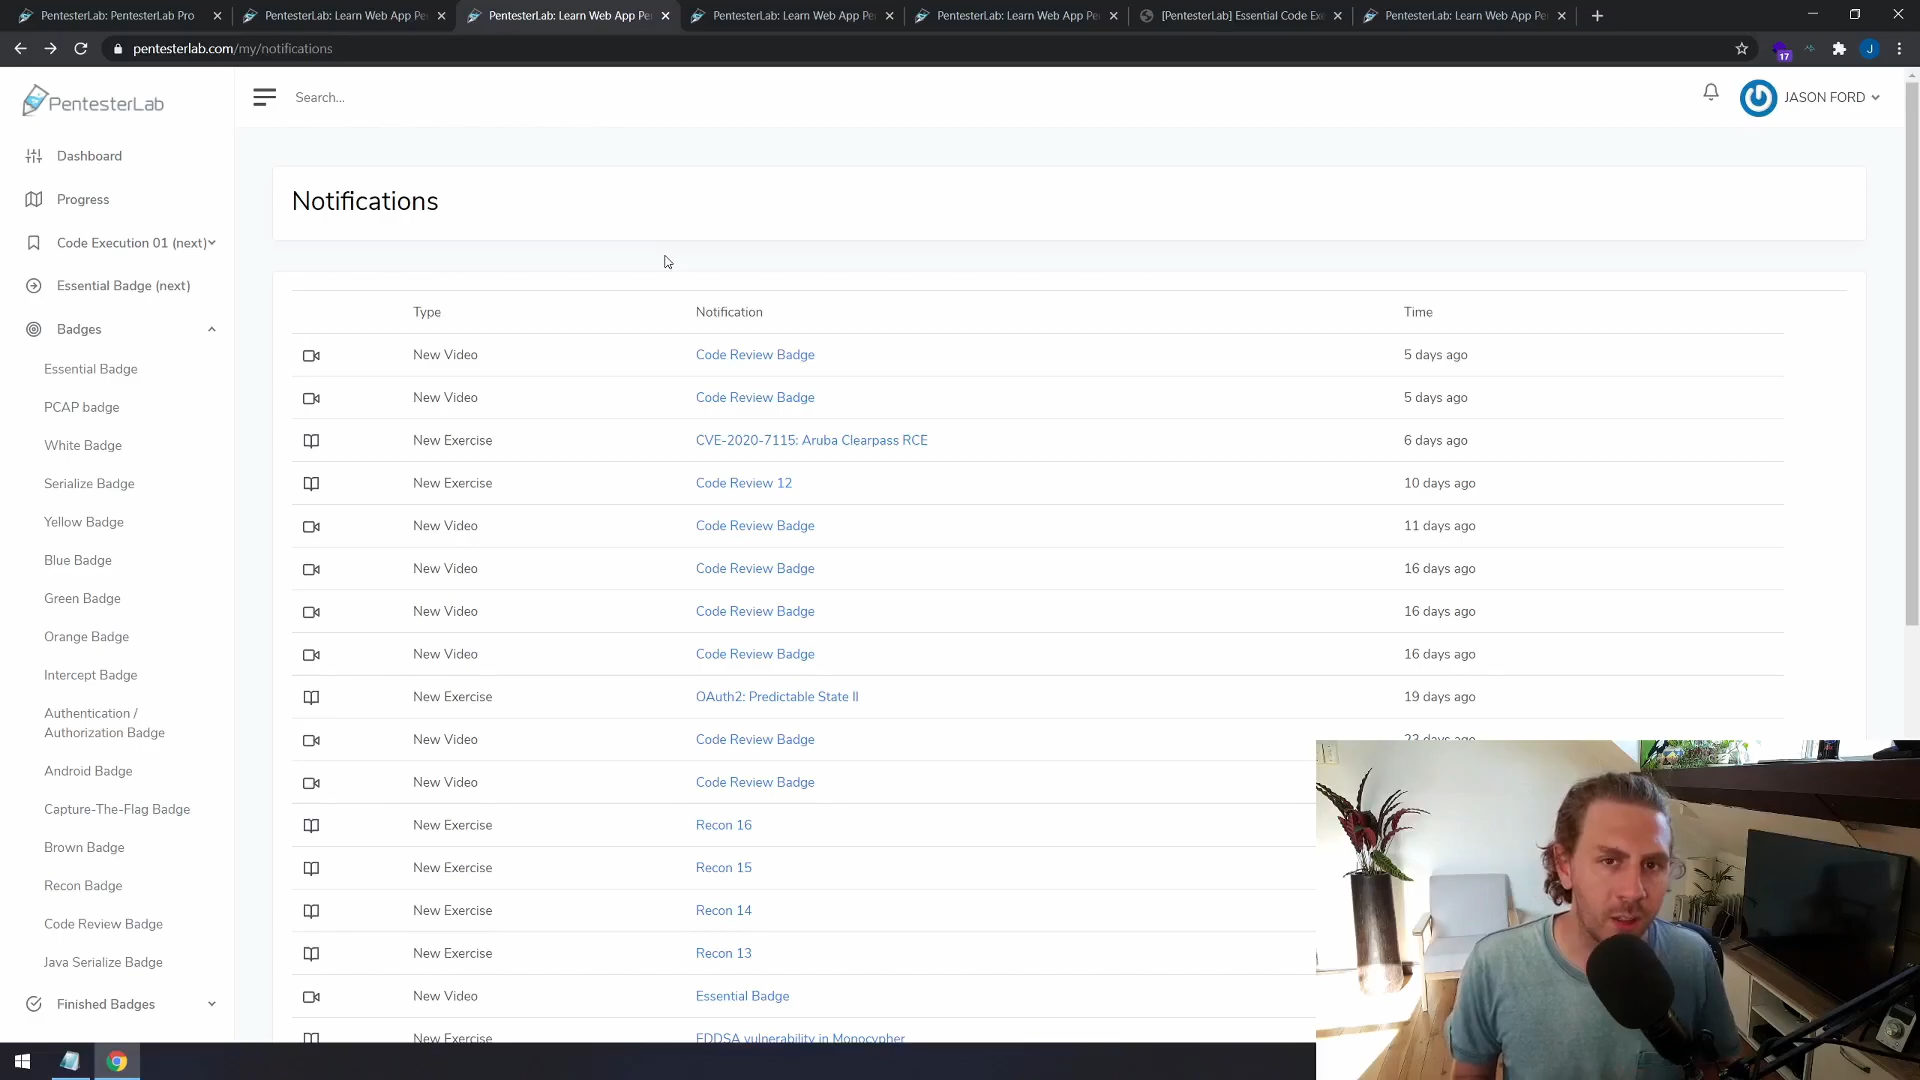 PentesterLab: PentesterLab Pro
PentesterLab: Learn Web App Pe
PentesterLab: Learn Web App Pe
PentesterLab: Learn Web App Pe
PentesterLab: Learn Web App Pe
[PentesterLab] Essential Code Exe
PentesterLab: Learn Web App Pe
pentesterlab.com/my/notifications
17
J
PentesterLab
Search...
JASON FORD
Dashboard
Progress
Code Execution 01 (next)
Essential Badge (next)
Badges
Essential Badge
PCAP badge
White Badge
Serialize Badge
Yellow Badge
Blue Badge
Green Badge
Orange Badge
Intercept Badge
Authentication /
Authorization Badge
Android Badge
Capture-The-Flag Badge
Brown Badge
Recon Badge
Code Review Badge
Java Serialize Badge
Finished Badges
Notifications
Type Notification Time
New Video Code Review Badge 5 days ago
New Video Code Review Badge 5 days ago
New Exercise CVE-2020-7115: Aruba Clearpass RCE 6 days ago
New Exercise Code Review 12 10 days ago
New Video Code Review Badge 11 days ago
New Video Code Review Badge 16 days ago
New Video Code Review Badge 16 days ago
New Video Code Review Badge 16 days ago
New Exercise OAuth2: Predictable State II 19 days ago
New Video Code Review Badge 23 days ago
New Video Code Review Badge
New Exercise Recon 16
New Exercise Recon 15
New Exercise Recon 14
New Exercise Recon 13
New Video Essential Badge
New Exercise EDDSA vulnerability in Monocypher